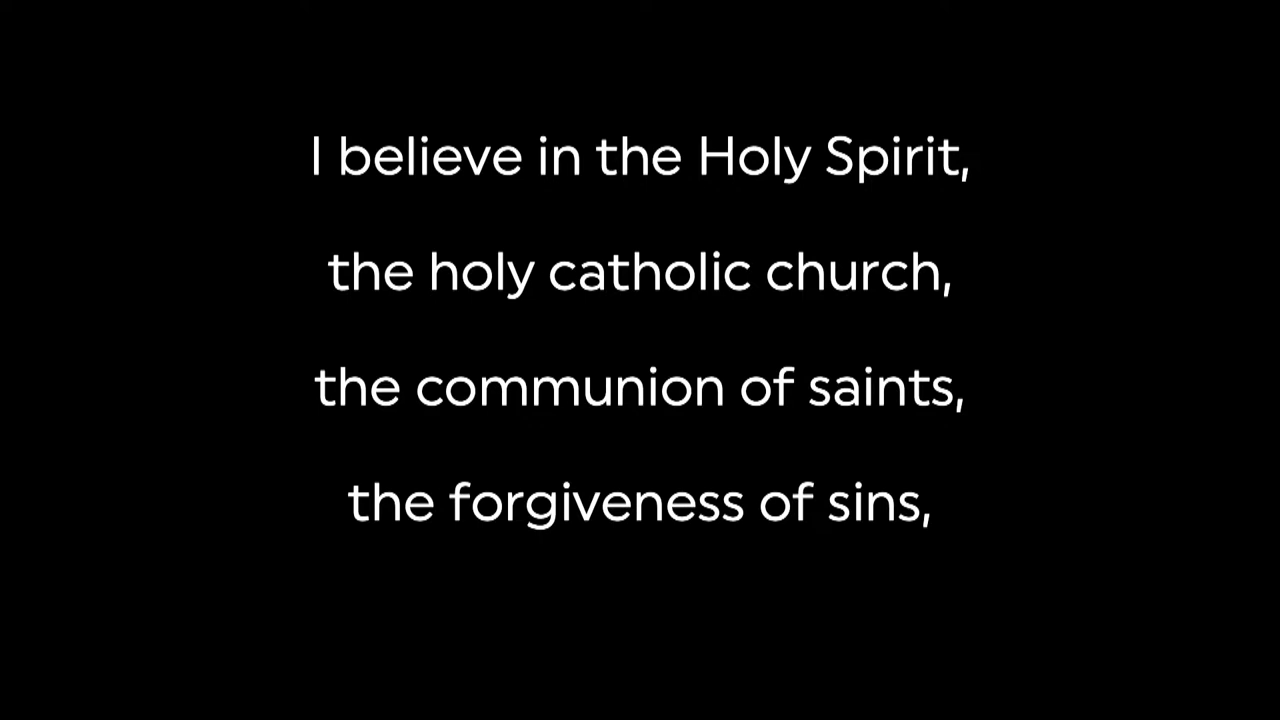 I believe in the Holy Spirit,
the holy catholic church,
the communion of saints,
the forgiveness of sins,